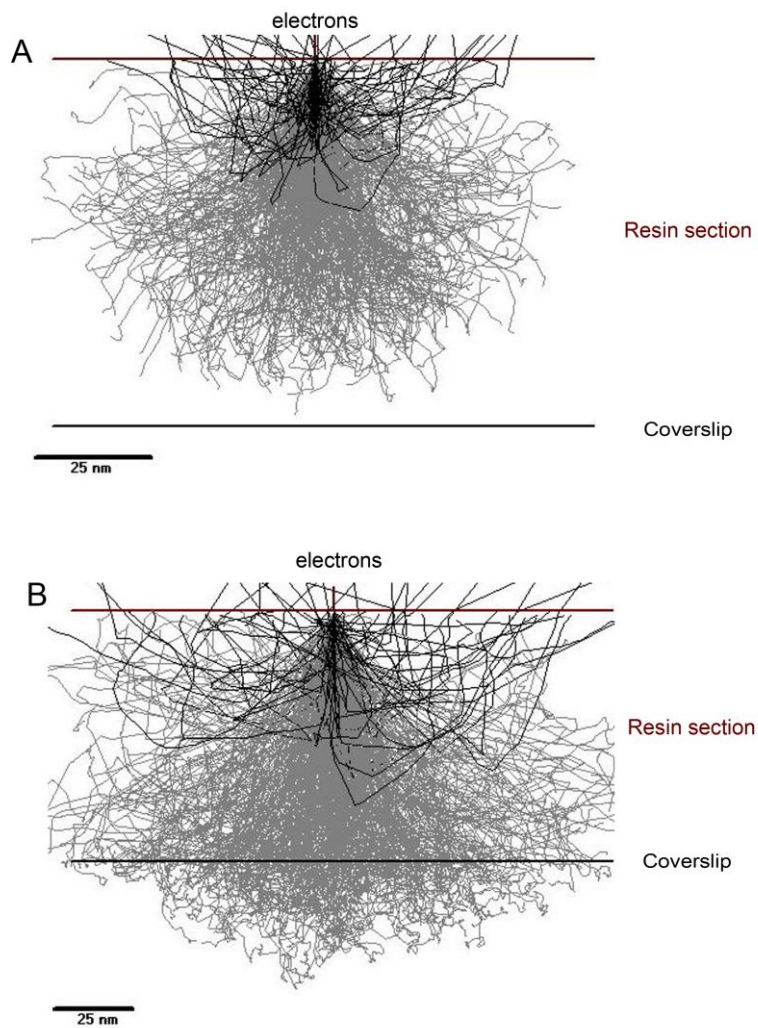 electrons
A
Resin section
Coverslip
25 nm
electrons
B
Resin section
Coverslip
25 nm